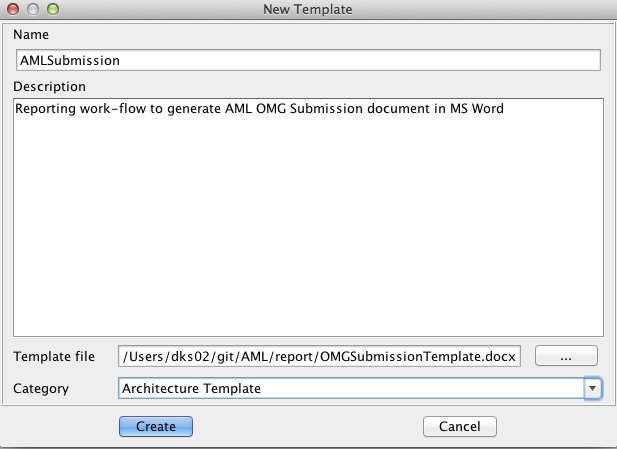 New Template
Name
AMLSubmission
Description
Reporting work-flow to generate AML OMG Submission document in MS Word
Template file /Users/dks02/git/AML/report/OMGSubmissionTemplate.docx ...
Category Architecture Template
Create Cancel